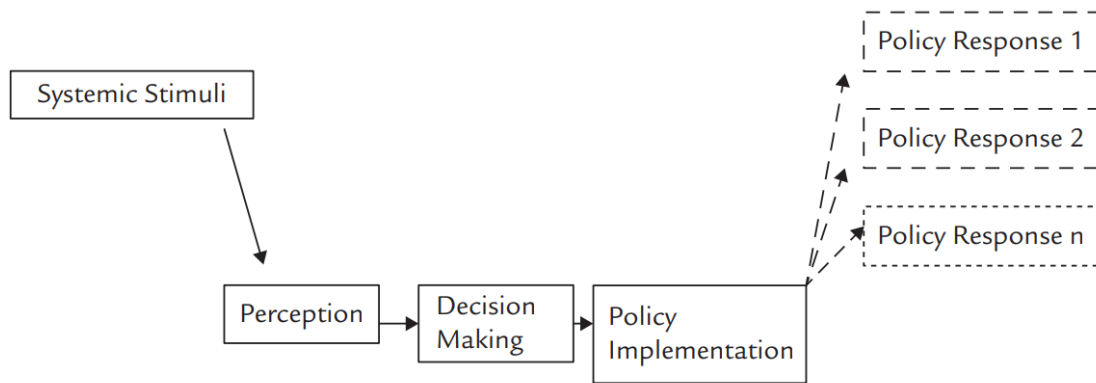 Policy Response 1
Systemic Stimuli
Policy Response 2
Policy Response n
Perception
Decision
Making
Policy
Implementation